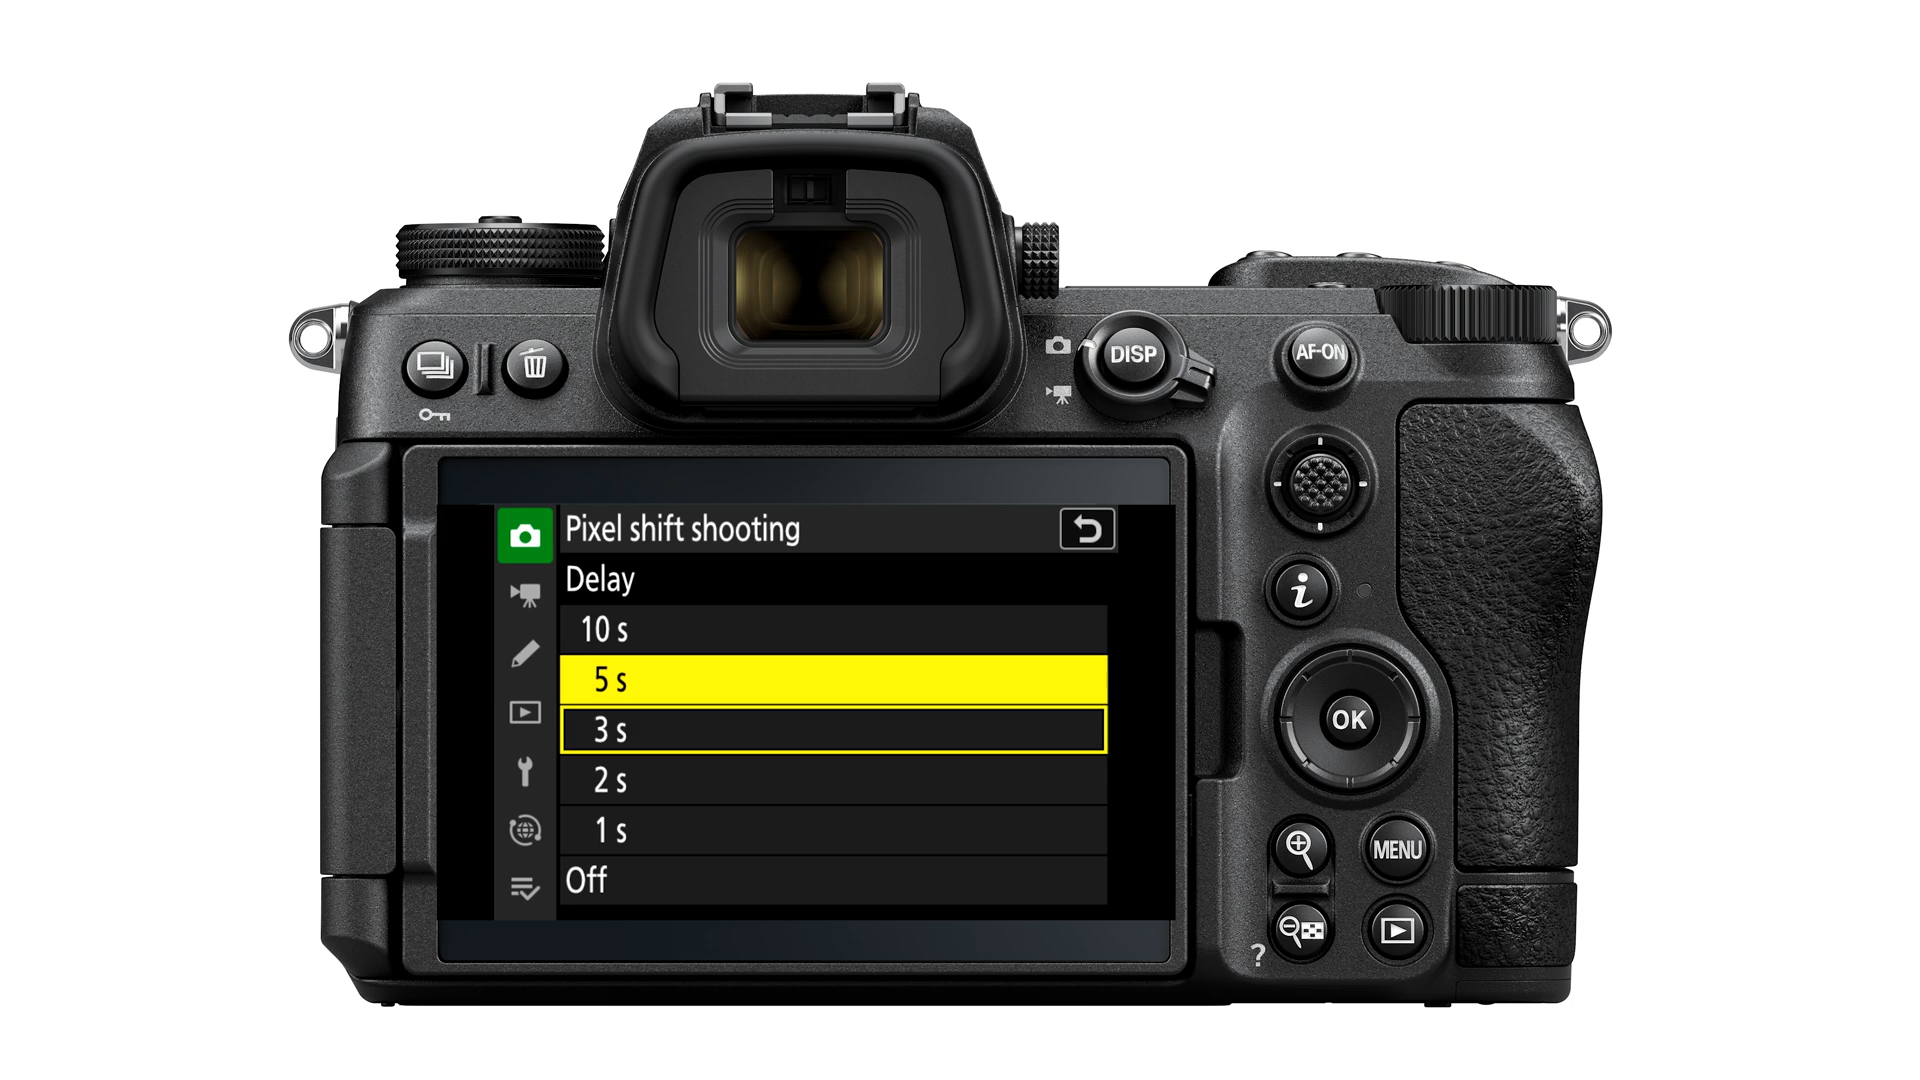 DISP
AF-ON
Pixel shift shooting
Delay
10 s
5 s
3 s
2 s
1 s
Off
i
OK
MENU
?